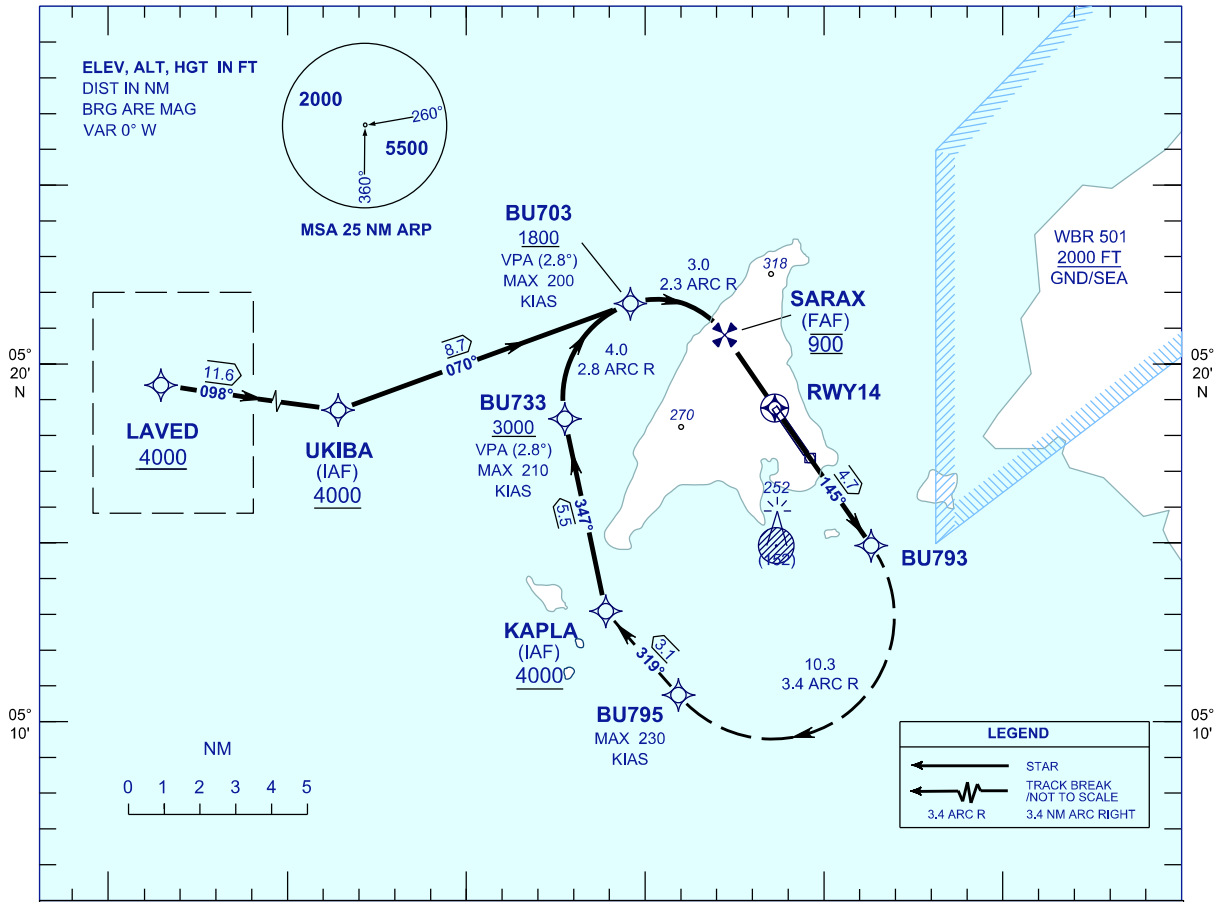 ELEV, ALT, HGT IN FT
DIST IN NM
BRG ARE MAG
VAR 0° W
2000
260°
5500
360°
MSA 25 NM ARP
BU703
1800
VPA (2.8°)
MAX 200
KIAS
3.0
2.3 ARC R
318
WBR 501
2000 FT
GND/SEA
SARAX
(FAF)
900
8.7
070°
4.0
2.8 ARC R
05°
20'
N
05°
20'
N
11.6
098°
LAVED
4000
UKIBA
(IAF)
4000
BU733
3000
VPA (2.8°)
MAX 210
KIAS
270
RWY14
4.7
145°
252
(152)
5.5
347°
BU793
KAPLA
(IAF)
4000
3.1
319°
10.3
3.4 ARC R
BU795
MAX 230
KIAS
05°
10'
05°
10'
NM
0 1 2 3 4 5
LEGEND
STAR
TRACK BREAK
/NOT TO SCALE
3.4 ARC R 3.4 NM ARC RIGHT